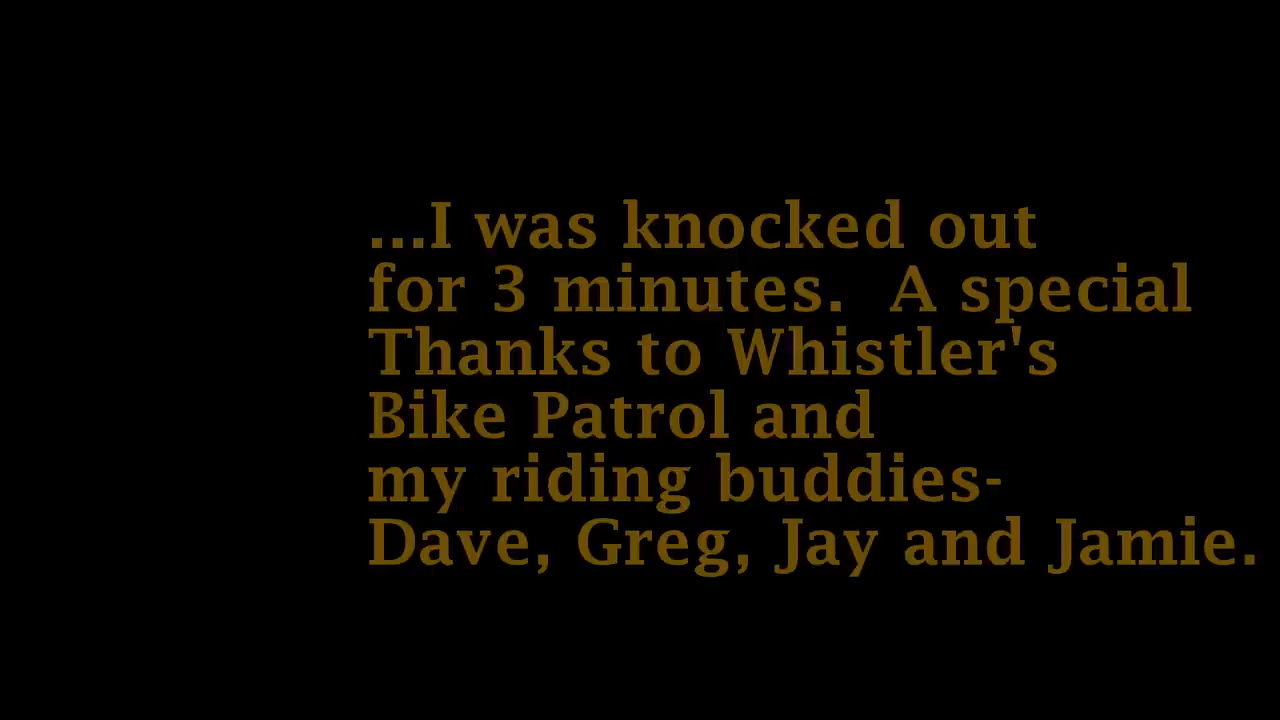 ...I was knocked out
for 3 minutes.  A special
Thanks to Whistler's
Bike Patrol and
my riding buddies-
Dave, Greg, Jay and Jamie.